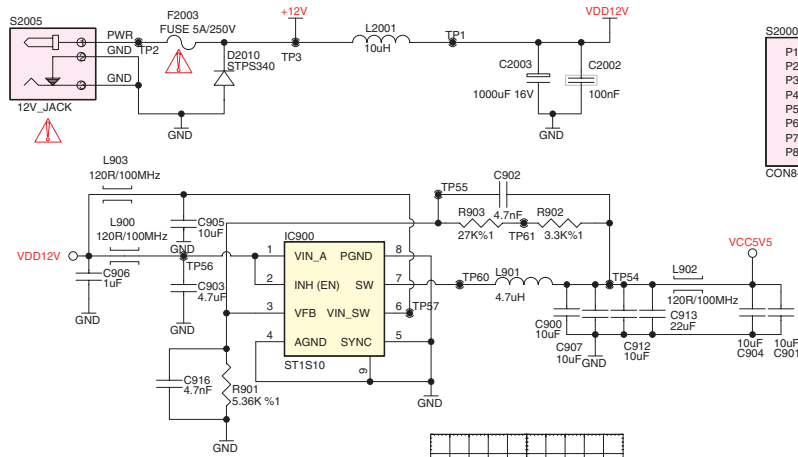 S2005
PWR
GND
GND
1
2
0
12V_JACK
TP2
F2003
FUSE 5A/250V
D2010
STPS340
GND
+12V
TP3
L2001
10uH
TP1
VDD12V
C2003
1000uF 16V
C2002
100nF
GND
S2000
P1
P2
P3
P4
P5
P6
P7
P8
CON8
L903
120R/100MHz
L900
120R/100MHz
VDD12V
C906
1uF
GND
C905
10uF
GND
TP56
C903
4.7uF
GND
IC900
1 VIN_A PGND 8
2 INH (EN) SW 7
3 VFB VIN_SW 6
4 AGND SYNC 5
9
ST1S10
TP57
GND
C916
4.7nF
R901
5.36K %1
GND
TP55
C902
4.7nF
R903
27K%1
TP61
R902
3.3K%1
TP60
L901
4.7uH
TP54
L902
120R/100MHz
VCC5V5
C900
10uF
C907
10uF
GND
C912
10uF
C913
22uF
10uF
C904
10uF
C901